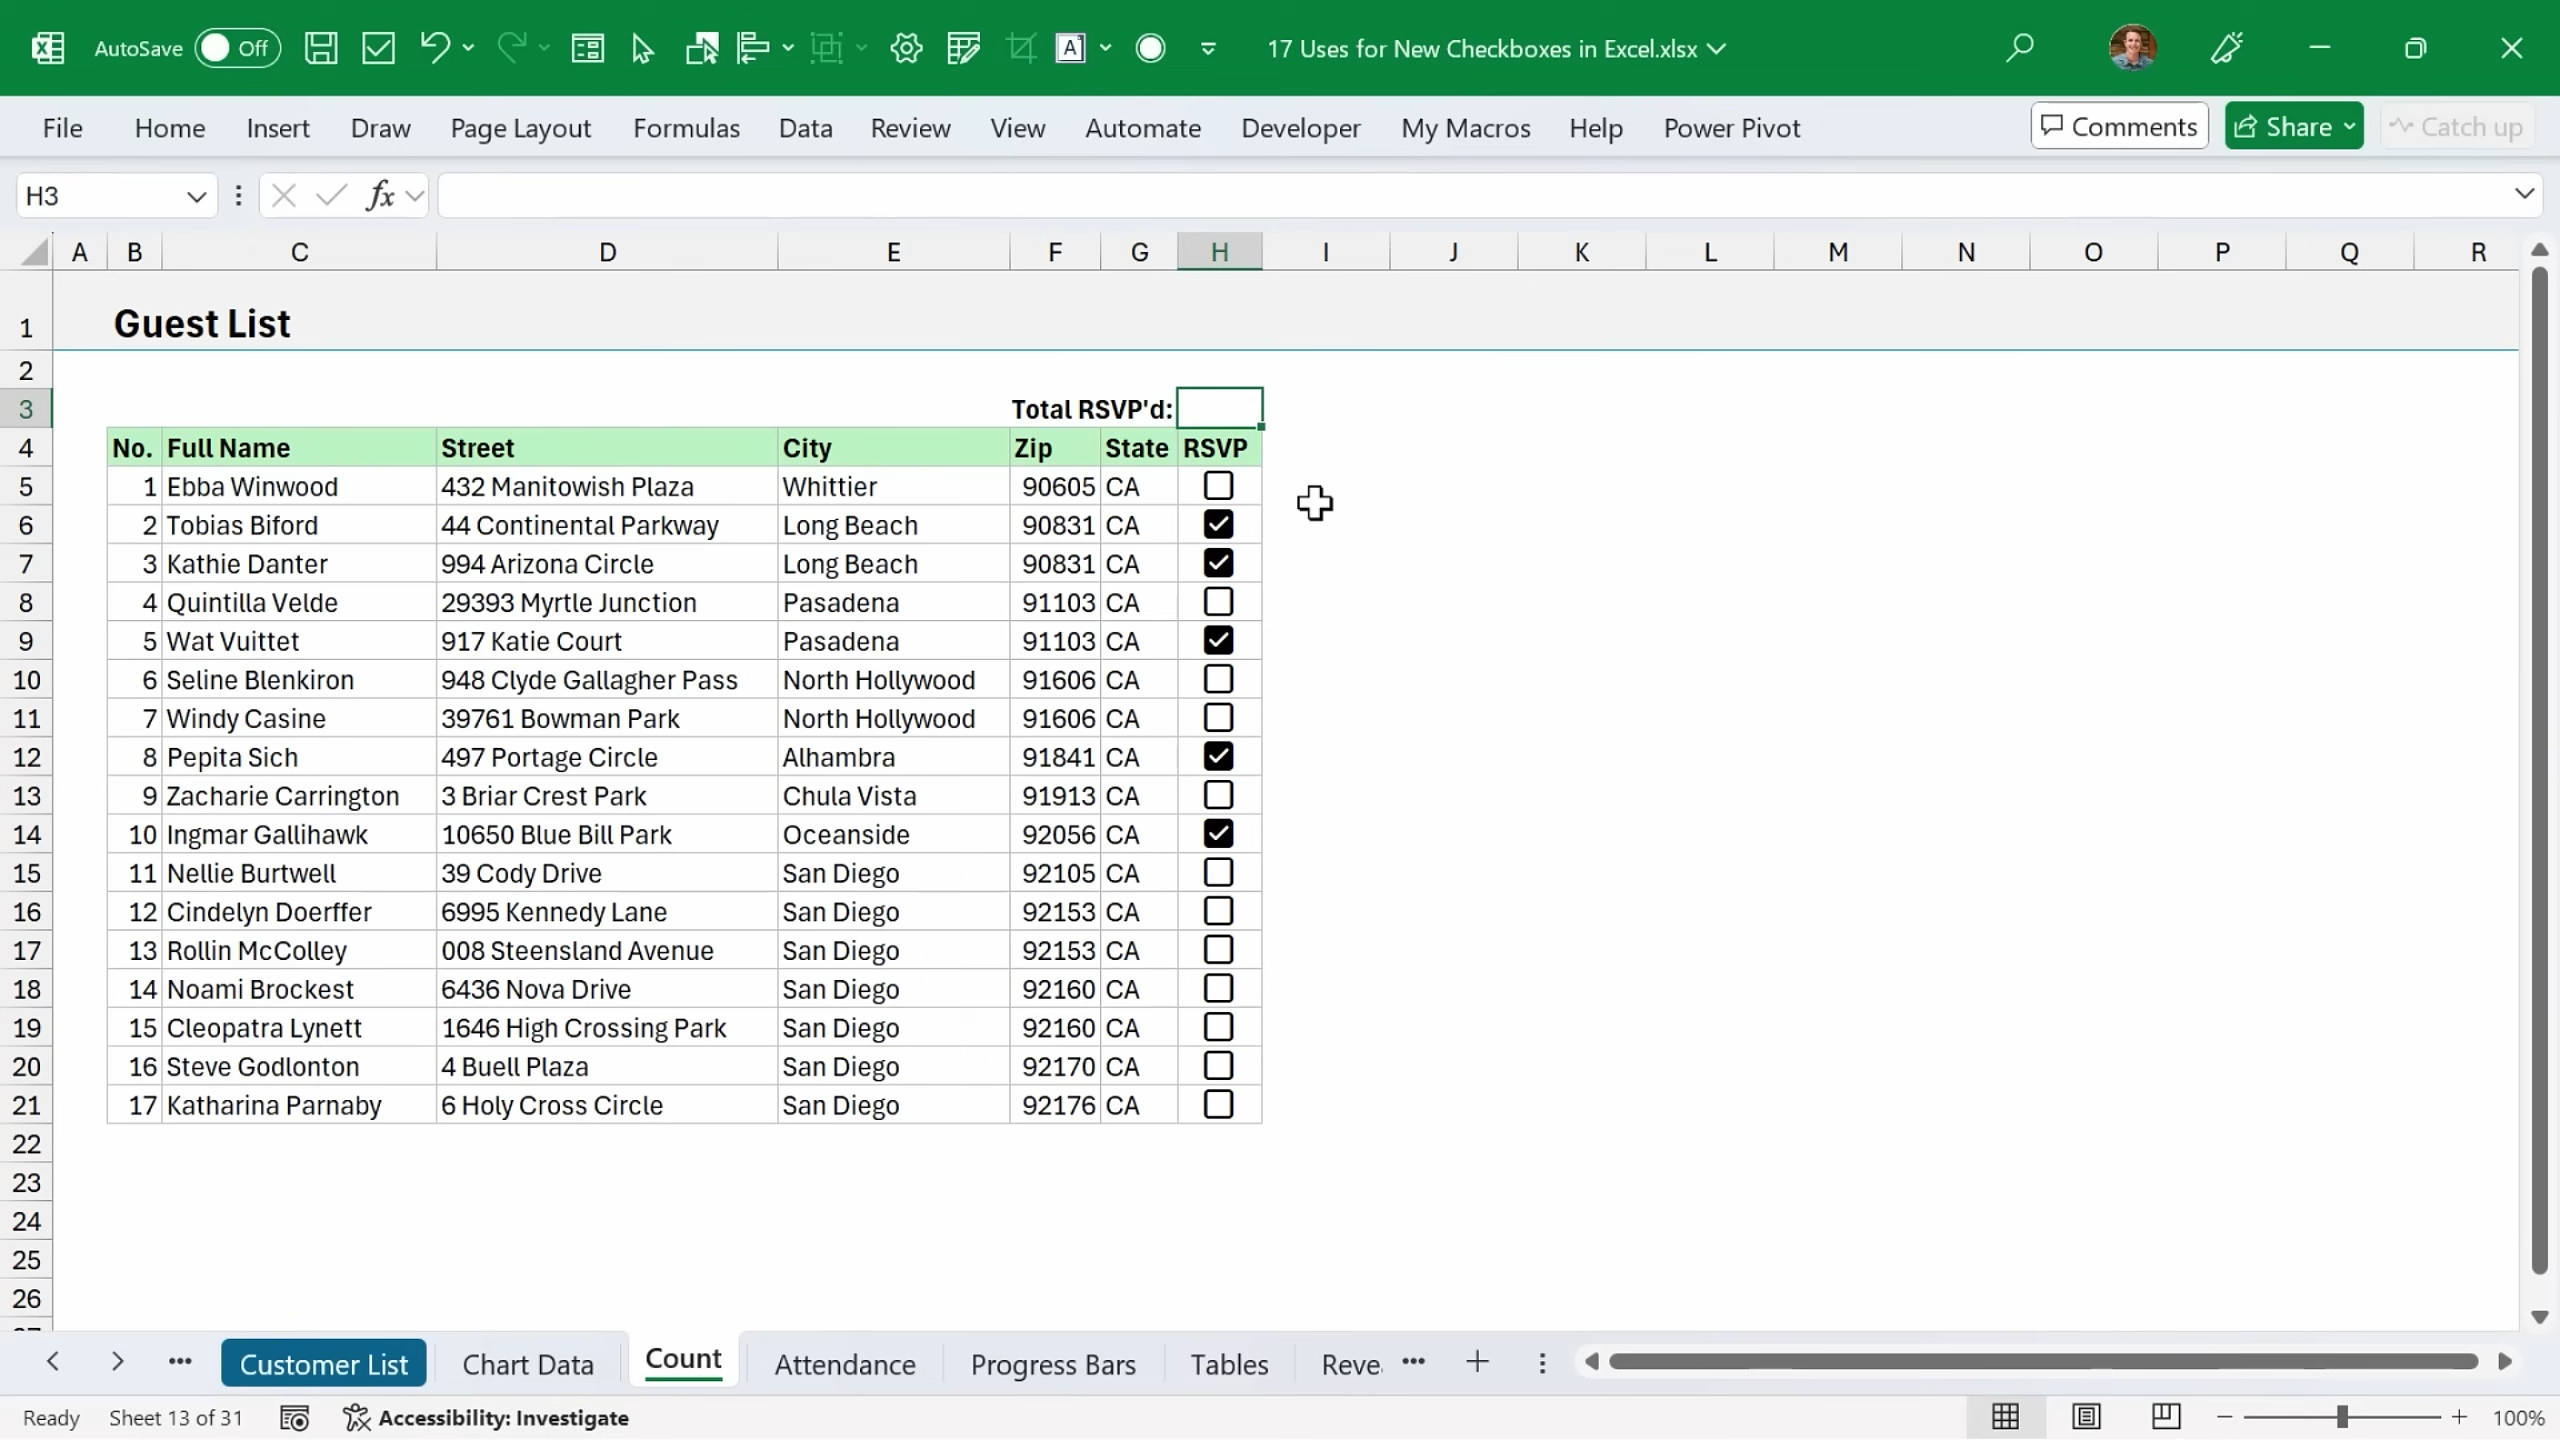 AutoSave Off A 17 Uses for New Checkboxes in Excel.xlsx
File Home Insert Draw Page Layout Formulas Data Review View Automate Developer My Macros Help Power Pivot Comments Share Catch up
H3 fx
A B C D E F G H I J K L M N O P Q R
1 Guest List
2
3 Total RSVP'd:
4 No. Full Name Street City Zip State RSVP
5 1 Ebba Winwood 432 Manitowish Plaza Whittier 90605 CA
6 2 Tobias Biford 44 Continental Parkway Long Beach 90831 CA
7 3 Kathie Danter 994 Arizona Circle Long Beach 90831 CA
8 4 Quintilla Velde 29393 Myrtle Junction Pasadena 91103 CA
9 5 Wat Vuittet 917 Katie Court Pasadena 91103 CA
10 6 Seline Blenkiron 948 Clyde Gallagher Pass North Hollywood 91606 CA
11 7 Windy Casine 39761 Bowman Park North Hollywood 91606 CA
12 8 Pepita Sich 497 Portage Circle Alhambra 91841 CA
13 9 Zacharie Carrington 3 Briar Crest Park Chula Vista 91913 CA
14 10 Ingmar Gallihawk 10650 Blue Bill Park Oceanside 92056 CA
15 11 Nellie Burtwell 39 Cody Drive San Diego 92105 CA
16 12 Cindelyn Doerffer 6995 Kennedy Lane San Diego 92153 CA
17 13 Rollin McColley 008 Steensland Avenue San Diego 92153 CA
18 14 Noami Brockest 6436 Nova Drive San Diego 92160 CA
19 15 Cleopatra Lynett 1646 High Crossing Park San Diego 92160 CA
20 16 Steve Godlonton 4 Buell Plaza San Diego 92170 CA
21 17 Katharina Parnaby 6 Holy Cross Circle San Diego 92176 CA
22
23
24
25
26
Customer List Chart Data Count Attendance Progress Bars Tables Reve
Ready Sheet 13 of 31 Accessibility: Investigate 100%